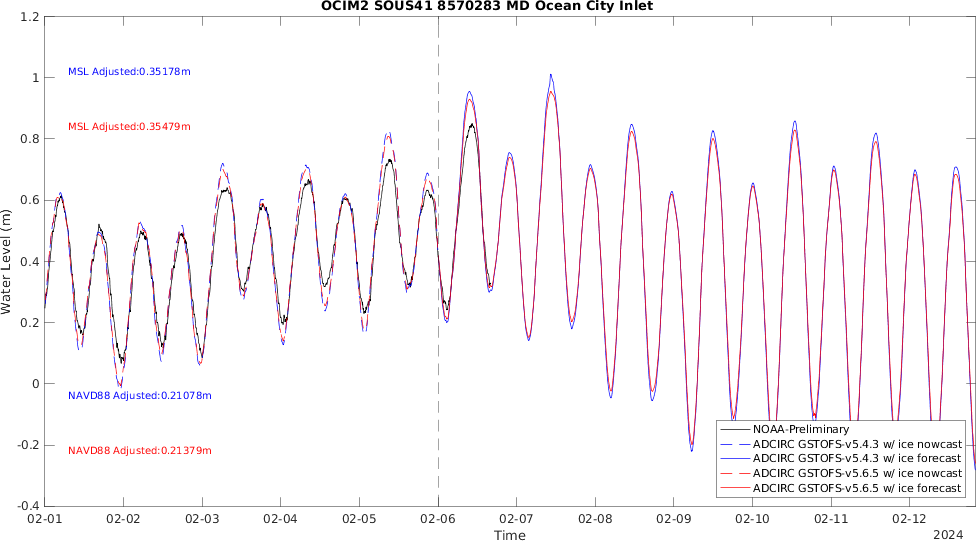 OCIM2 SOUS41 8570283 MD Ocean City Inlet
1.2
1
0.8
0.6
0.4
0.2
0
-0.2
-0.4
Water Level (m)
MSL Adjusted:0.35178m
MSL Adjusted:0.35479m
NAVD88 Adjusted:0.21078m
NAVD88 Adjusted:0.21379m
NOAA-Preliminary
ADCIRC GSTOFS-v5.4.3 w/ ice nowcast
ADCIRC GSTOFS-v5.4.3 w/ ice forecast
ADCIRC GSTOFS-v5.6.5 w/ ice nowcast
ADCIRC GSTOFS-v5.6.5 w/ ice forecast
02-01 02-02 02-03 02-04 02-05 02-06 02-07 02-08 02-09 02-10 02-11 02-12
Time
2024